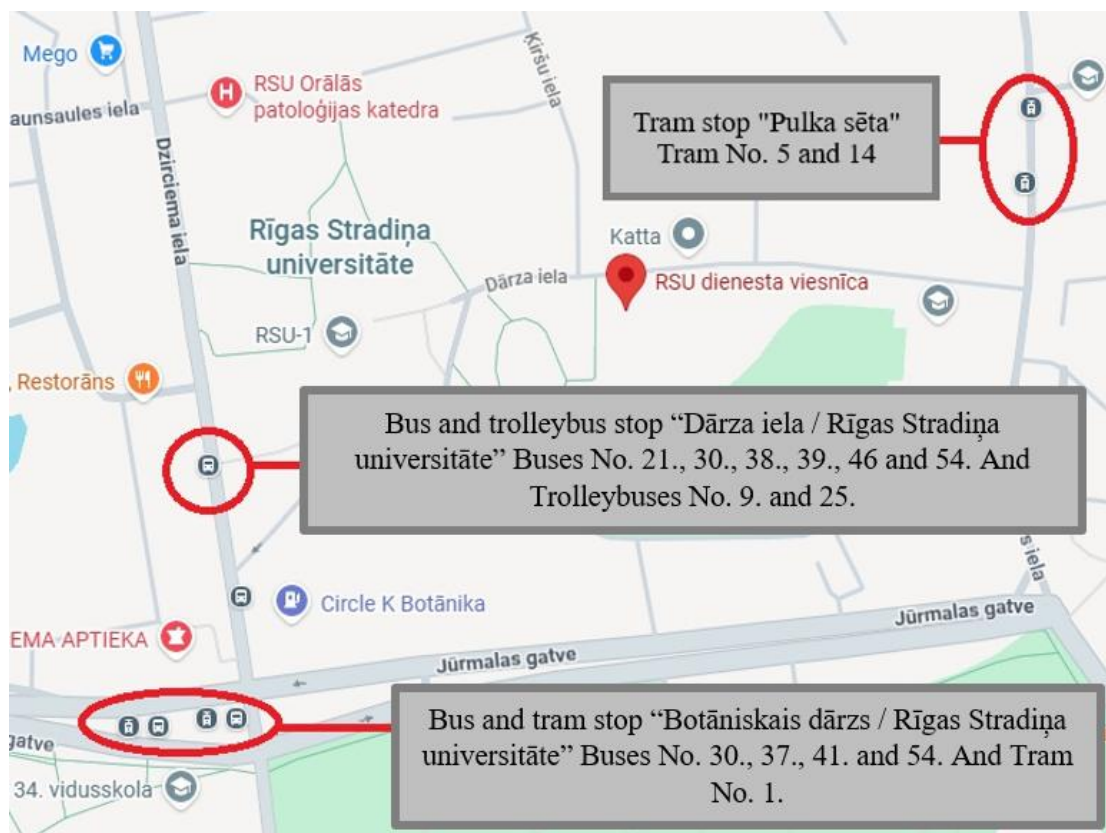 Mego
RSU Orālās
patoloģijas katedra
Ķiršu iela
aunsaules iela
Dzirciema iela
Tram stop "Pulka sēta"
Tram No. 5 and 14
Rīgas Stradiņa
universitāte
Katta
Dārza iela
RSU dienesta viesnīca
RSU-1
Restorāns
Bus and trolleybus stop “Dārza iela / Rīgas Stradiņa
universitāte” Buses No. 21., 30., 38., 39., 46 and 54. And
Trolleybuses No. 9. and 25.
s iela
Circle K Botānika
EMA APTIEKA
Jūrmalas gatve
Jūrmalas gatve
Bus and tram stop “Botāniskais dārzs / Rīgas Stradiņa
universitāte” Buses No. 30., 37., 41. and 54. And Tram
No. 1.
gatve
34. vidusskola